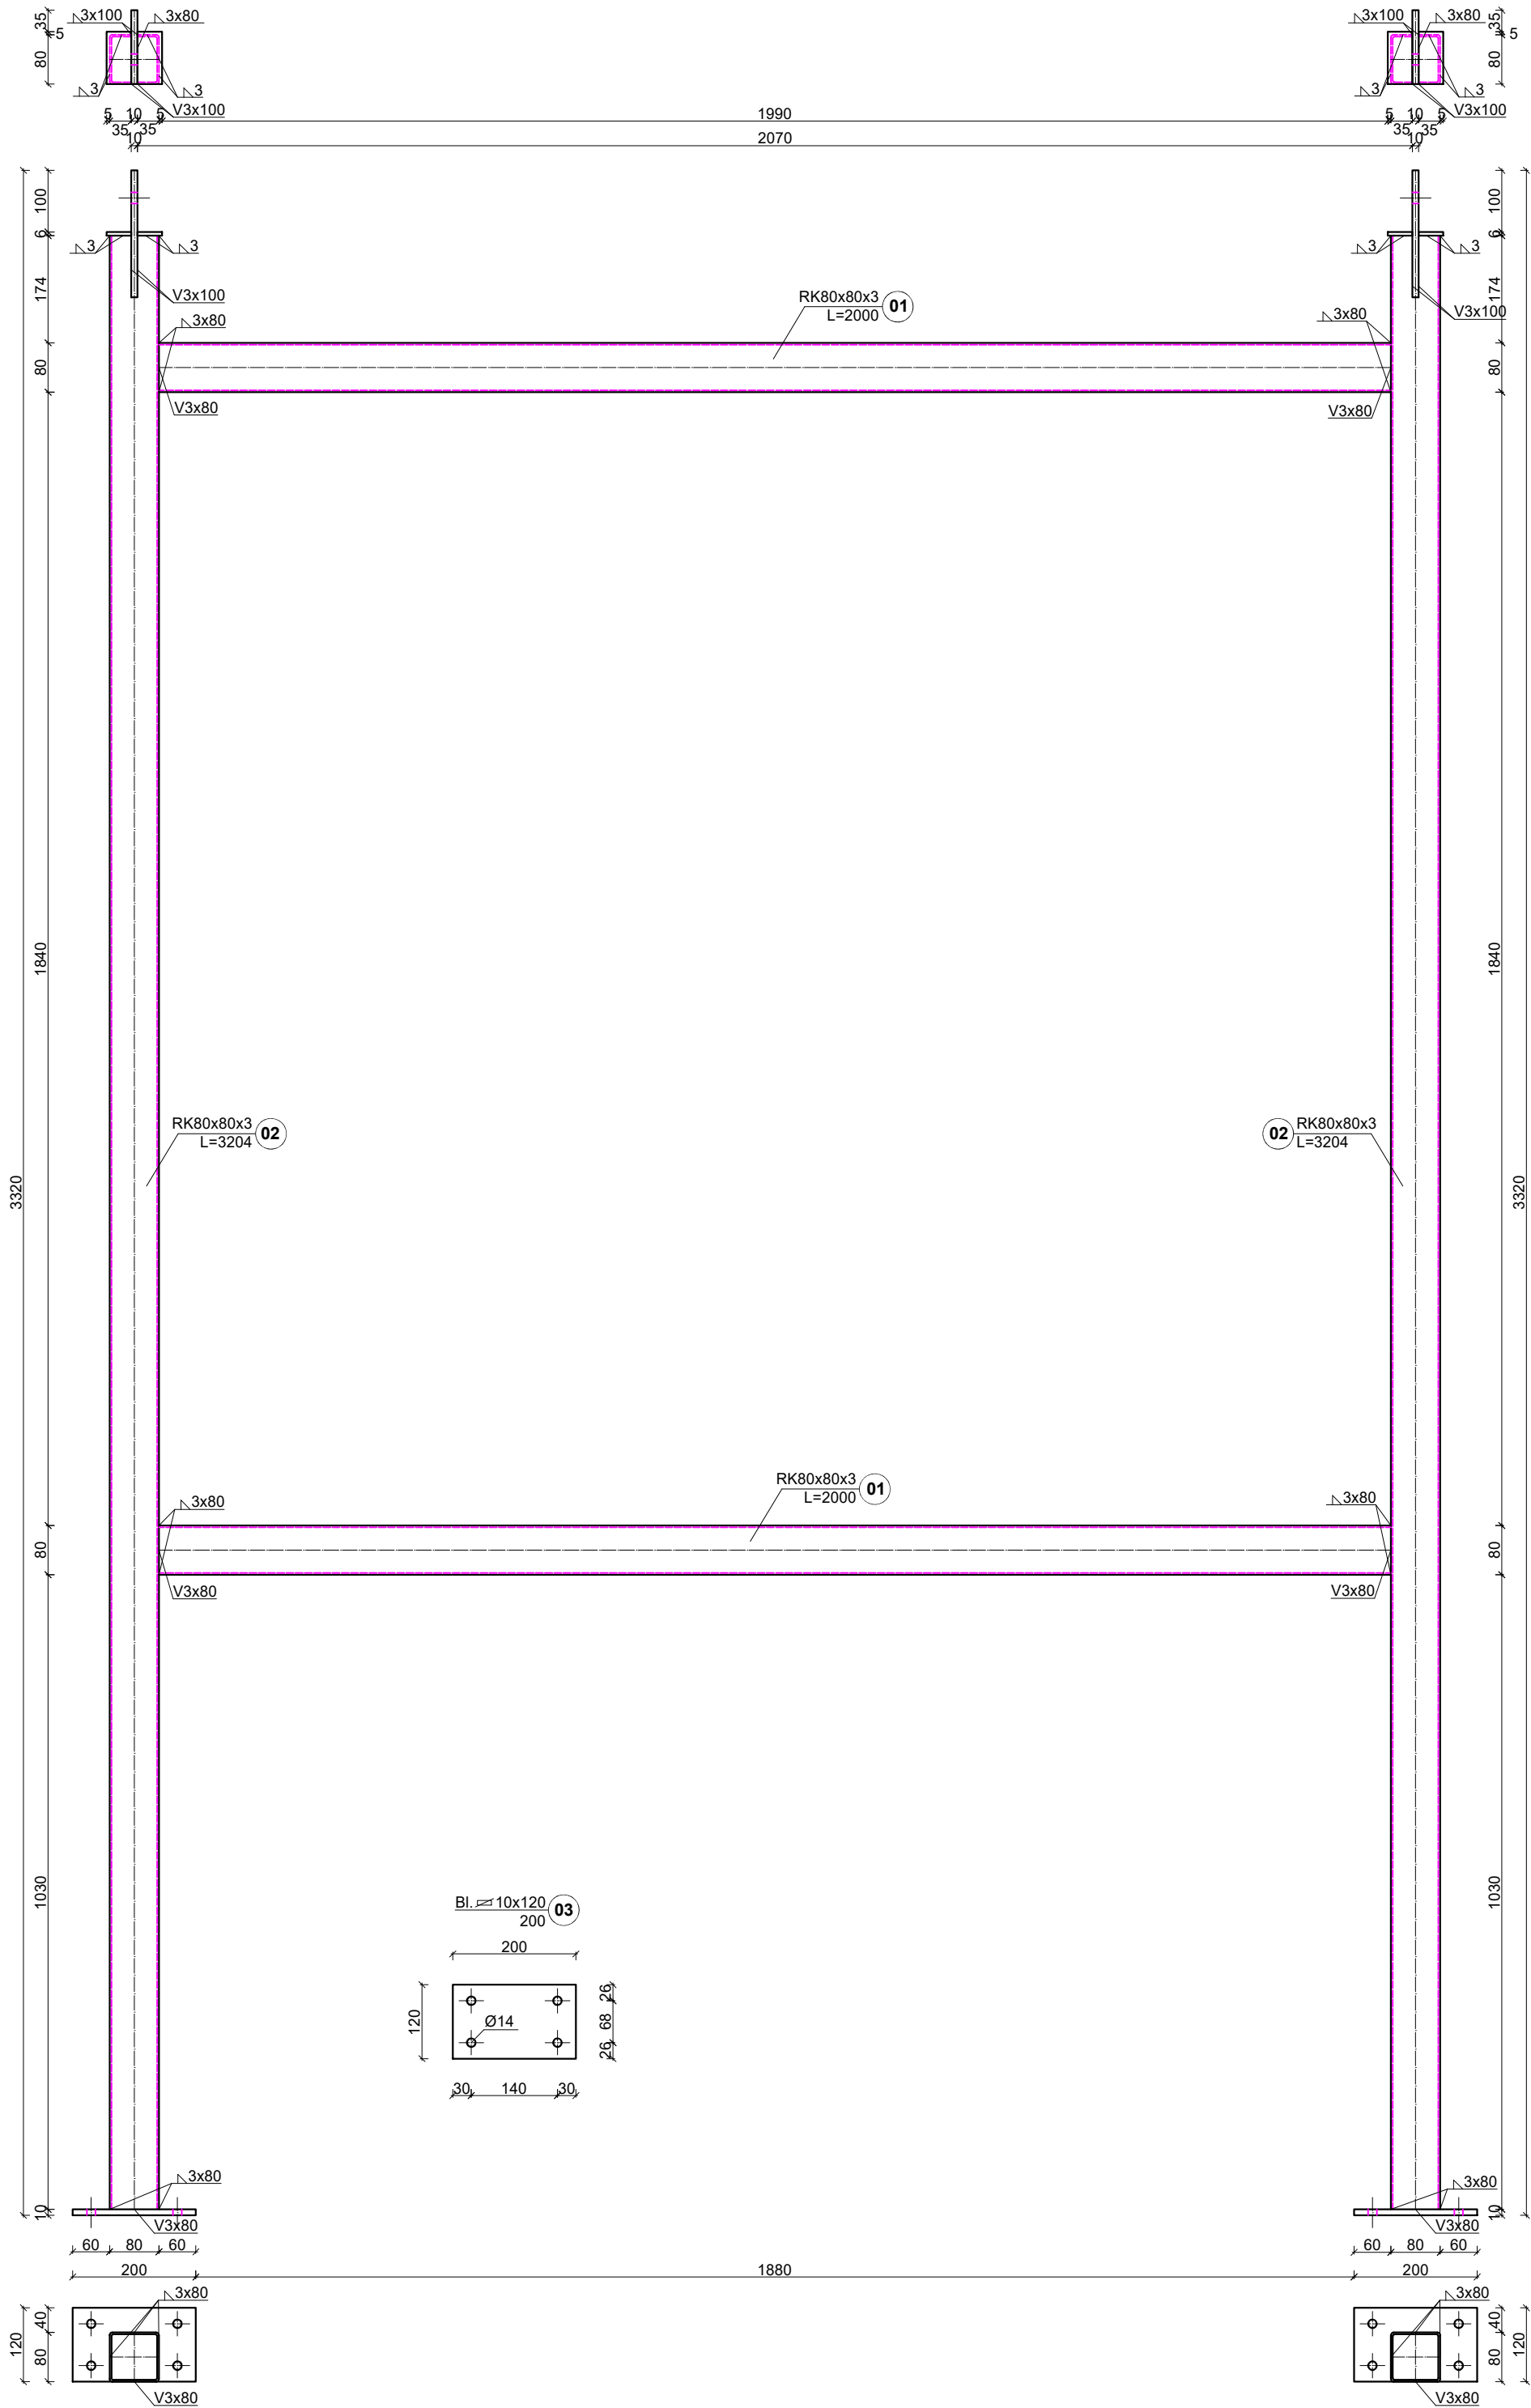 35
5
80
⊿3x100
⊿3x80
⊿3
⊿3
V3x100
35
5
80
⊿3x100
⊿3x80
⊿3
⊿3
V3x100
5
10
5
35
35
10
1990
2070
5
10
5
35
35
10
100
6
174
80
1840
80
1030
10
3320
⊿3
⊿3
V3x100
⊿3x80
V3x80
RK80x80x3
L=2000
01
⊿3
⊿3
V3x100
⊿3x80
V3x80
100
6
174
80
1840
80
1030
10
3320
RK80x80x3
L=3204
02
02
RK80x80x3
L=3204
RK80x80x3
L=2000
01
⊿3x80
V3x80
⊿3x80
V3x80
Bl. 10x120
200
03
200
120
Ø14
26
68
26
30
140
30
⊿3x80
V3x80
⊿3x80
V3x80
60
80
60
200
1880
60
80
60
200
⊿3x80
120
40
80
V3x80
⊿3x80
40
80
120
V3x80